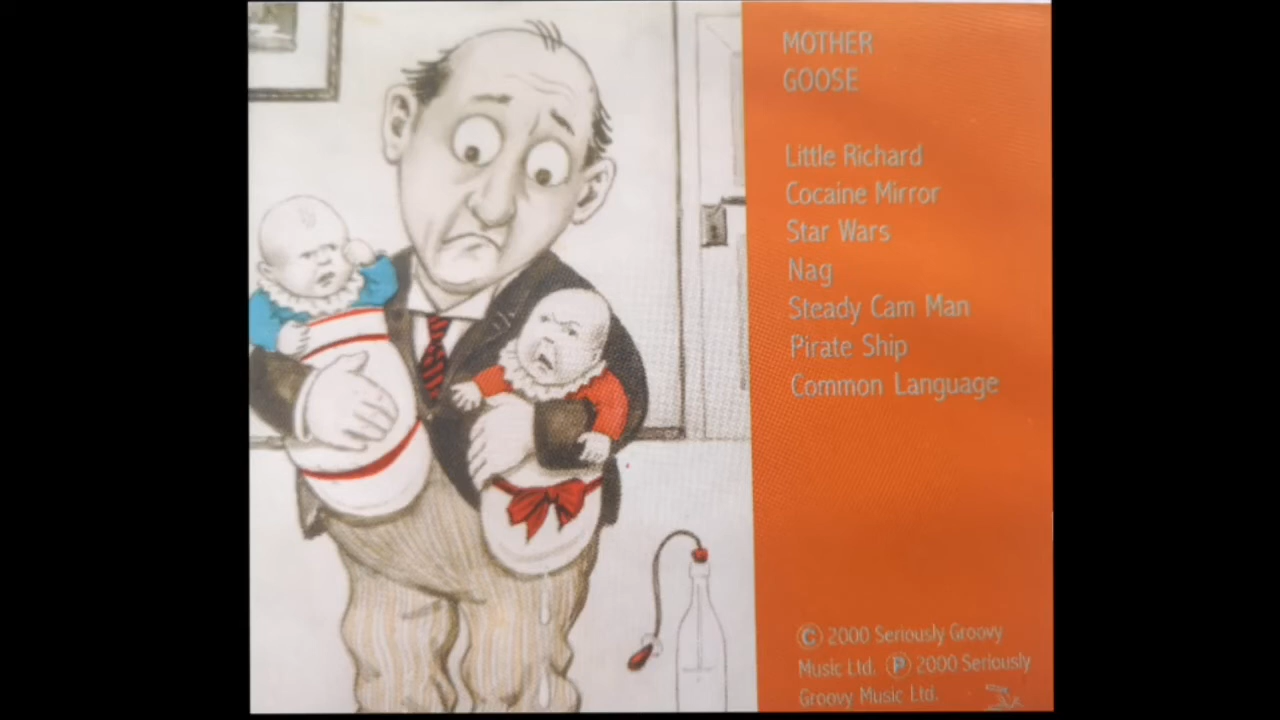 MOTHER
GOOSE
Little Richard
Cocaine Mirror
Star Wars
Nag
Steady Cam Man
Pirate Ship
Common Language
Ⓒ 2000 Seriously Groovy
Music Ltd. Ⓟ 2000 Seriously
Groovy Music Ltd.